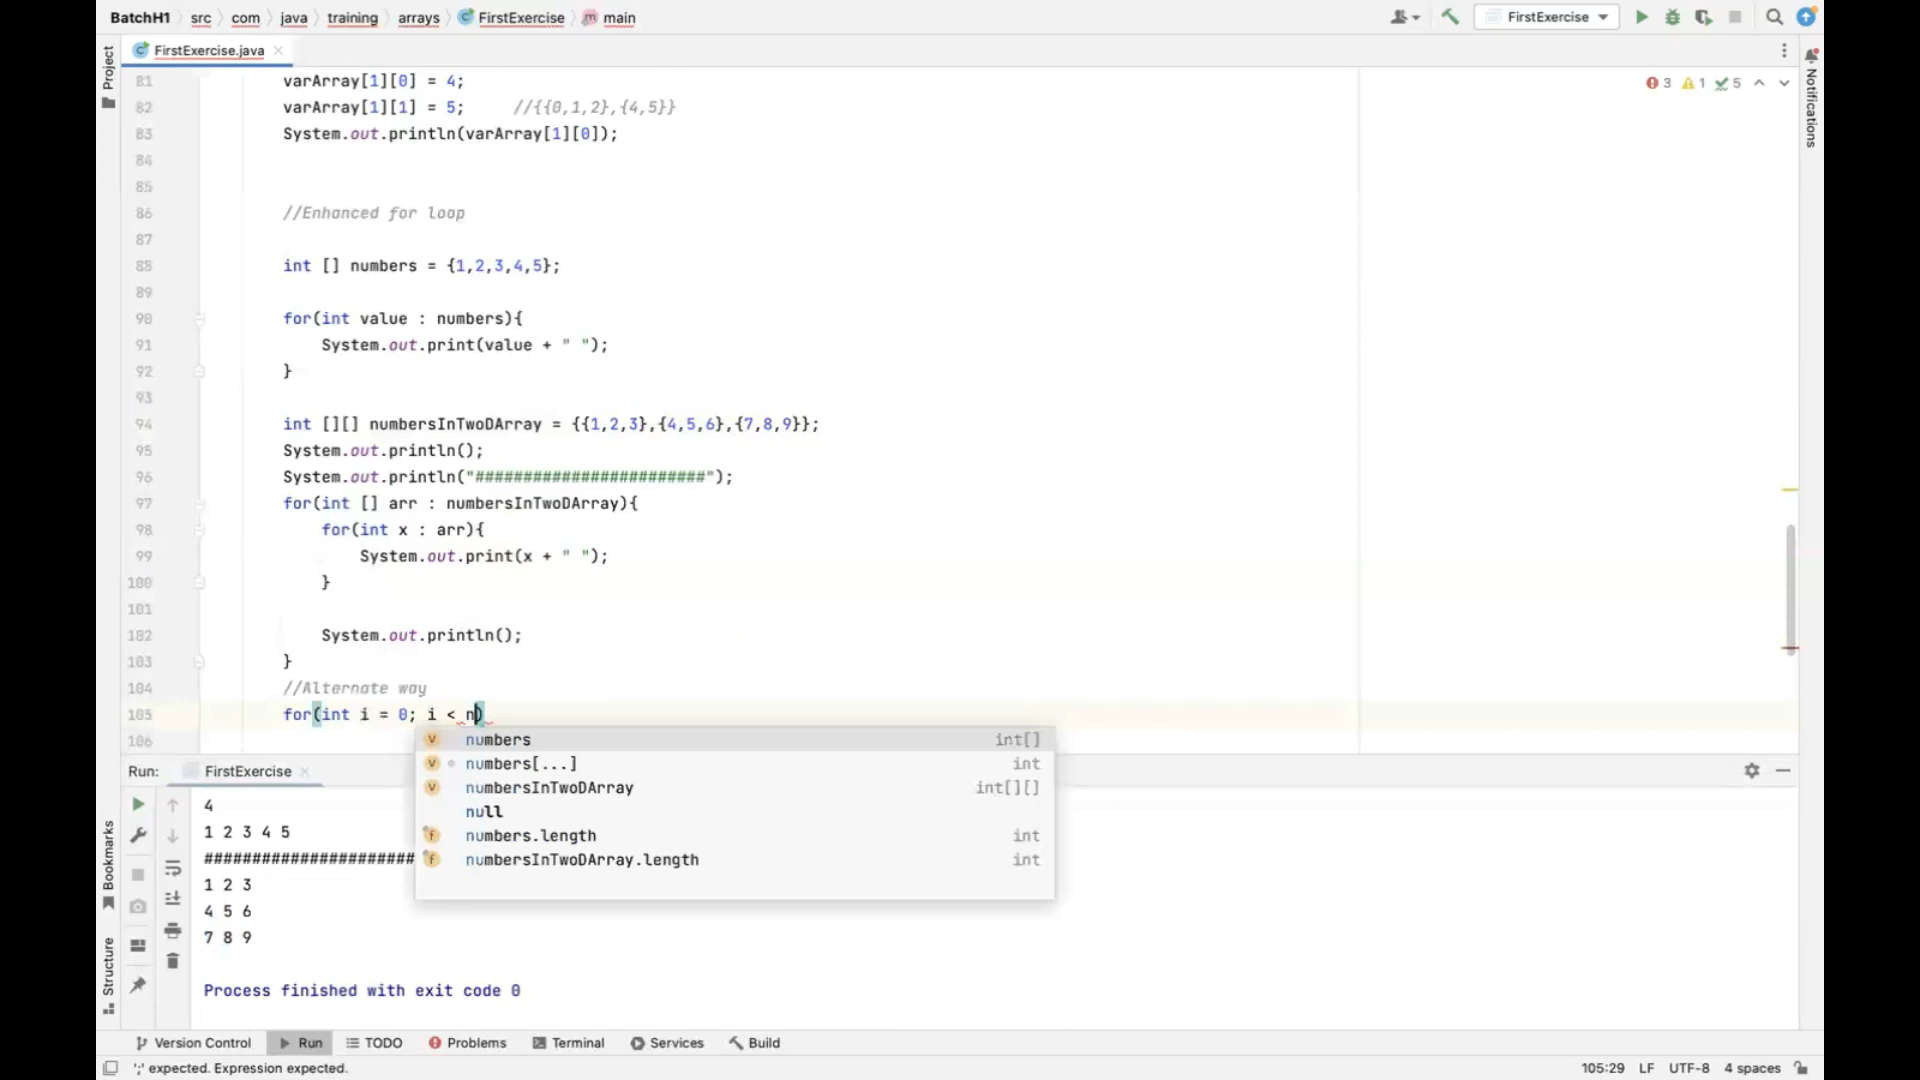 BatchH1 src com java training arrays FirstExercise main
FirstExercise
Project
FirstExercise.java
Notifications
3 1 5
81 varArray[1][0] = 4;
82 varArray[1][1] = 5; //{{0,1,2},{4,5}}
83 System.out.println(varArray[1][0]);
84
85
86 //Enhanced for loop
87
88 int [] numbers = {1,2,3,4,5};
89
90 for(int value : numbers){
91 System.out.print(value + " ");
92 }
93
94 int [][] numbersInTwoDArray = {{1,2,3},{4,5,6},{7,8,9}};
95 System.out.println();
96 System.out.println("########################");
97 for(int [] arr : numbersInTwoDArray){
98 for(int x : arr){
99 System.out.print(x + " ");
100 }
101
102 System.out.println();
103 }
104 //Alternate way
105 for(int i = 0; i < n)
106
numbers int[]
numbers[...] int
numbersInTwoDArray int[][]
null
numbers.length int
numbersInTwoDArray.length int
Run: FirstExercise
4
1 2 3 4 5
######################
1 2 3
4 5 6
7 8 9
Process finished with exit code 0
Bookmarks
Structure
Version Control Run TODO Problems Terminal Services Build
';' expected. Expression expected.
105:29 LF UTF-8 4 spaces